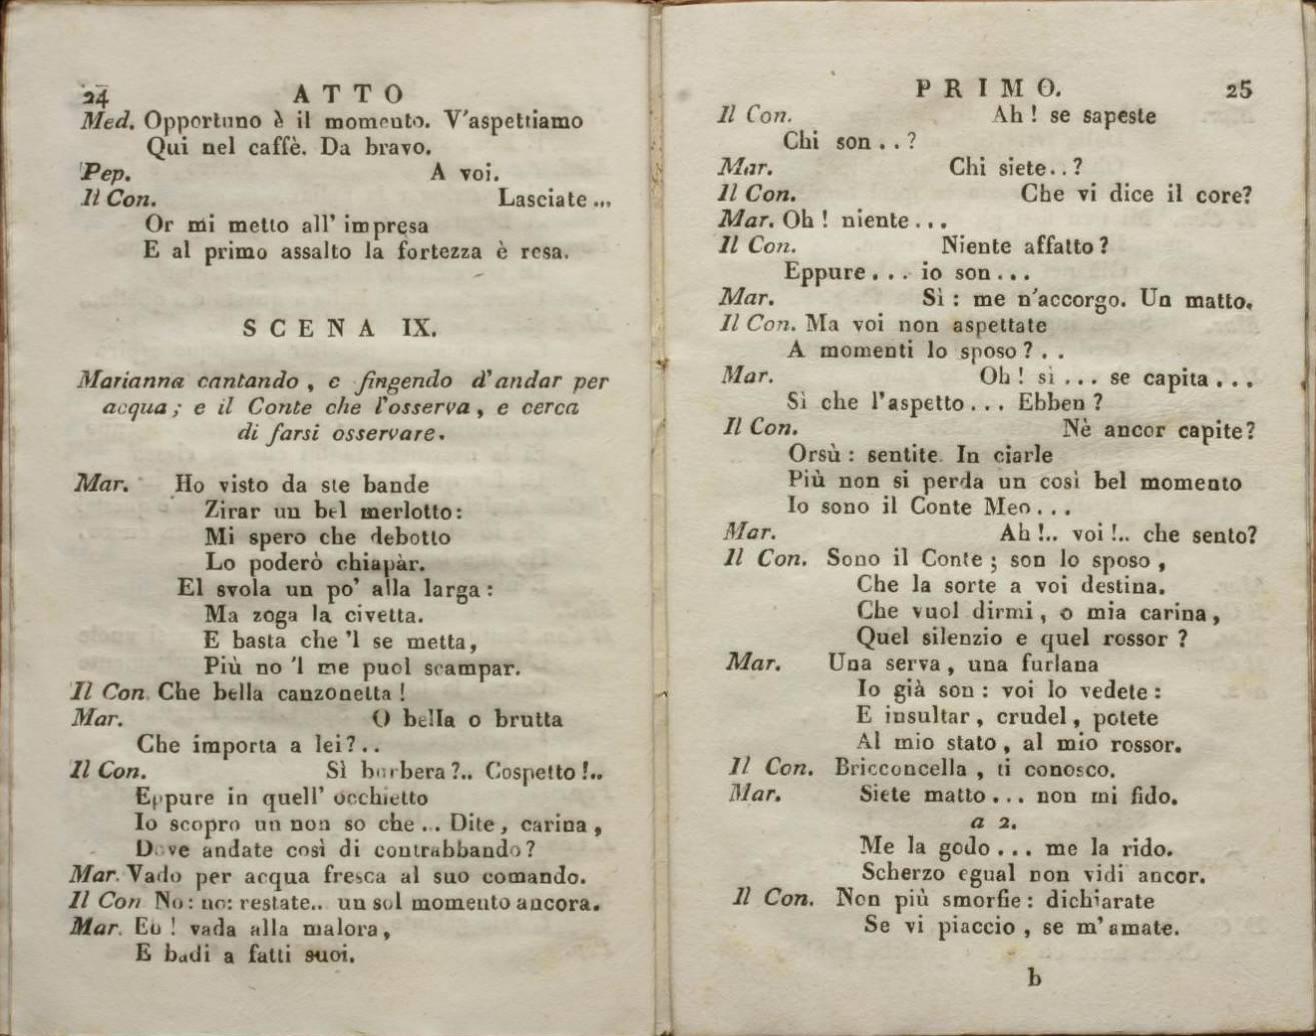 24
ATTO
Med. Opportuno è il momento. V'aspettiamo
Qui nel caffè. Da bravo.
Pep. A voi.
Il Con. Lasciate...
Or mi metto all' impresa
E al primo assalto la fortezza è resa.
SCENA IX.
Marianna cantando, e fingendo d'andar per
acqua; e il Conte che l'osserva, e cerca
di farsi osservare.
Mar. Ho visto da ste bande
Zirar un bel merlotto:
Mi spero che debotto
Lo poderò chiapàr.
El svola un po' alla larga:
Ma zoga la civetta.
E basta che 'l se metta,
Più no 'l me puol scampar.
Il Con. Che bella canzonetta!
Mar. O bella o brutta
Che importa a lei?..
Il Con. Sì burbera?.. Cospetto!..
Eppure in quell' occhietto
Io scopro un non so che.. Dite, carina,
Dove andate così di contrabbando?
Mar. Vado per acqua fresca al suo comando.
Il Con No: no: restate.. un sol momento ancora.
Mar. Eh! vada alla malora,
E badi a fatti suoi.
PRIMO.
25
Il Con. Ah! se sapeste
Chi son..?
Mar. Chi siete..?
Il Con. Che vi dice il core?
Mar. Oh! niente...
Il Con. Niente affatto?
Eppure... io son...
Mar. Sì: me n'accorgo. Un matto.
Il Con. Ma voi non aspettate
A momenti lo sposo?..
Mar. Oh! sì... se capita...
Sì che l'aspetto... Ebben?
Il Con. Nè ancor capite?
Orsù: sentite. In ciarle
Più non si perda un così bel momento
Io sono il Conte Meo...
Mar. Ah!.. voi!.. che sento?
Il Con. Sono il Conte; son lo sposo,
Che la sorte a voi destina.
Che vuol dirmi, o mia carina,
Quel silenzio e quel rossor?
Mar. Una serva, una furlana
Io già son: voi lo vedete:
E insultar, crudel, potete
Al mio stato, al mio rossor.
Il Con. Bricconcella, ti conosco.
Mar. Siete matto... non mi fido.
a 2.
Me la godo... me la rido.
Scherzo egual non vidi ancor.
Il Con. Non più smorfie: dichiarate
Se vi piaccio, se m'amate.
b